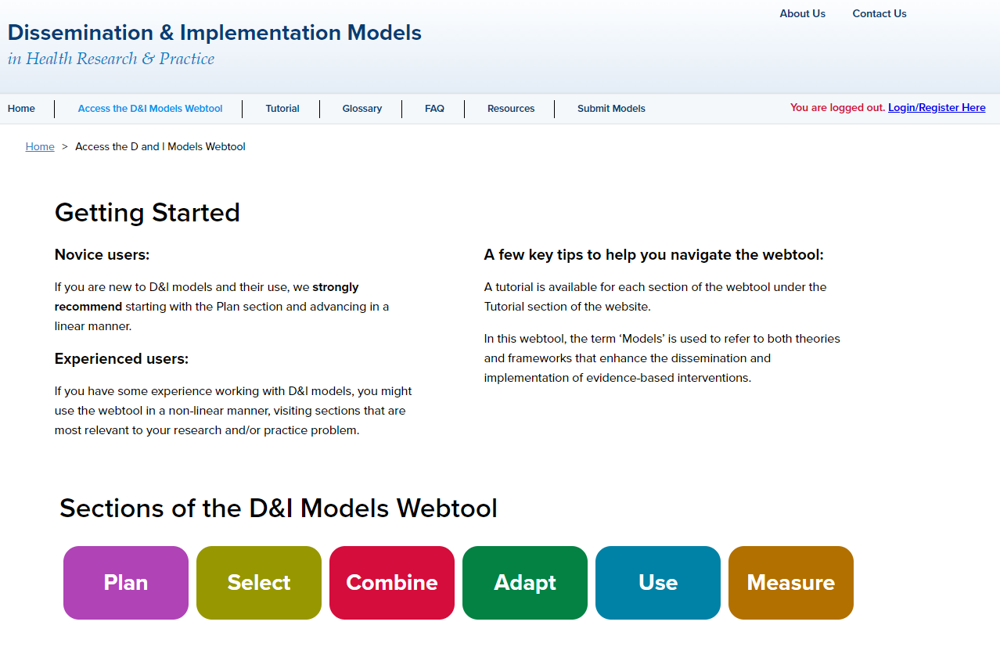 About Us Contact Us
Dissemination & Implementation Models
in Health Research & Practice
Home Access the D&I Models Webtool Tutorial Glossary FAQ Resources Submit Models You are logged out. Login/Register Here
Home > Access the D and I Models Webtool
Getting Started
Novice users:
If you are new to D&I models and their use, we strongly
recommend starting with the Plan section and advancing in a
linear manner.
Experienced users:
If you have some experience working with D&I models, you might
use the webtool in a non-linear manner, visiting sections that are
most relevant to your research and/or practice problem.
A few key tips to help you navigate the webtool:
A tutorial is available for each section of the webtool under the
Tutorial section of the website.
In this webtool, the term ‘Models’ is used to refer to both theories
and frameworks that enhance the dissemination and
implementation of evidence-based interventions.
Sections of the D&I Models Webtool
Plan Select Combine Adapt Use Measure